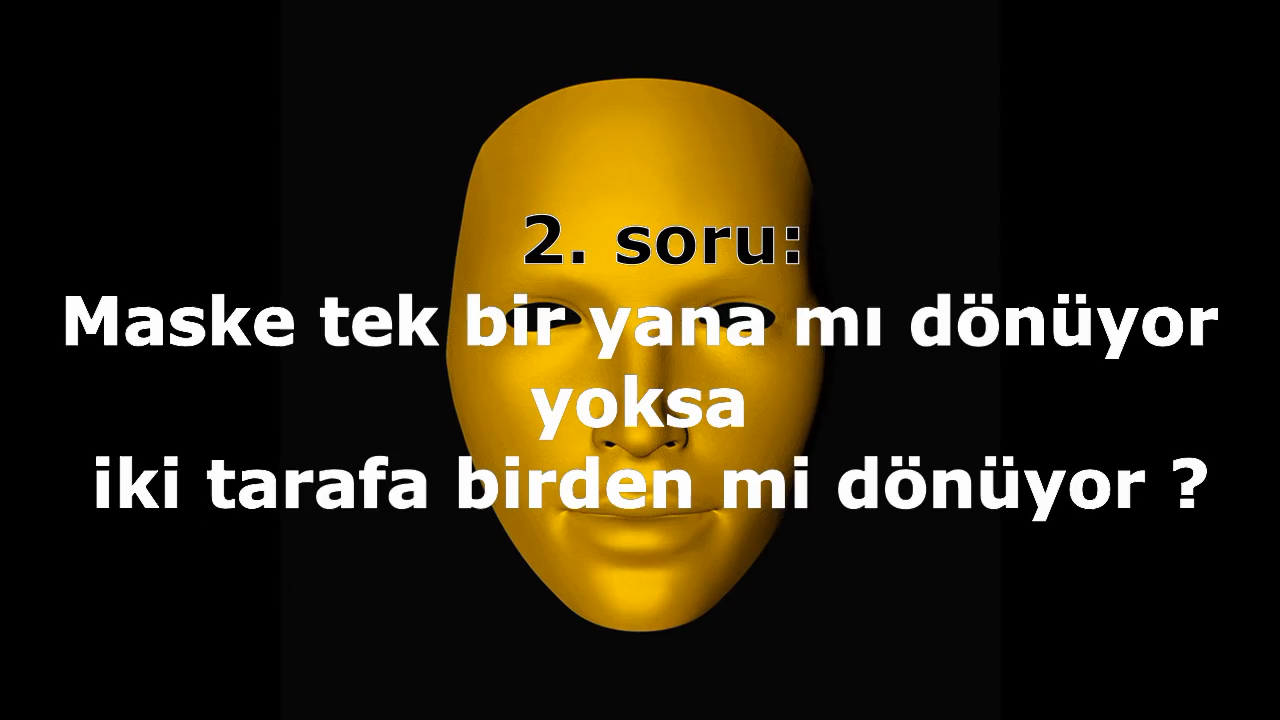 2. soru:
Maske tek bir yana mı dönüyor
yoksa
iki tarafa birden mi dönüyor ?